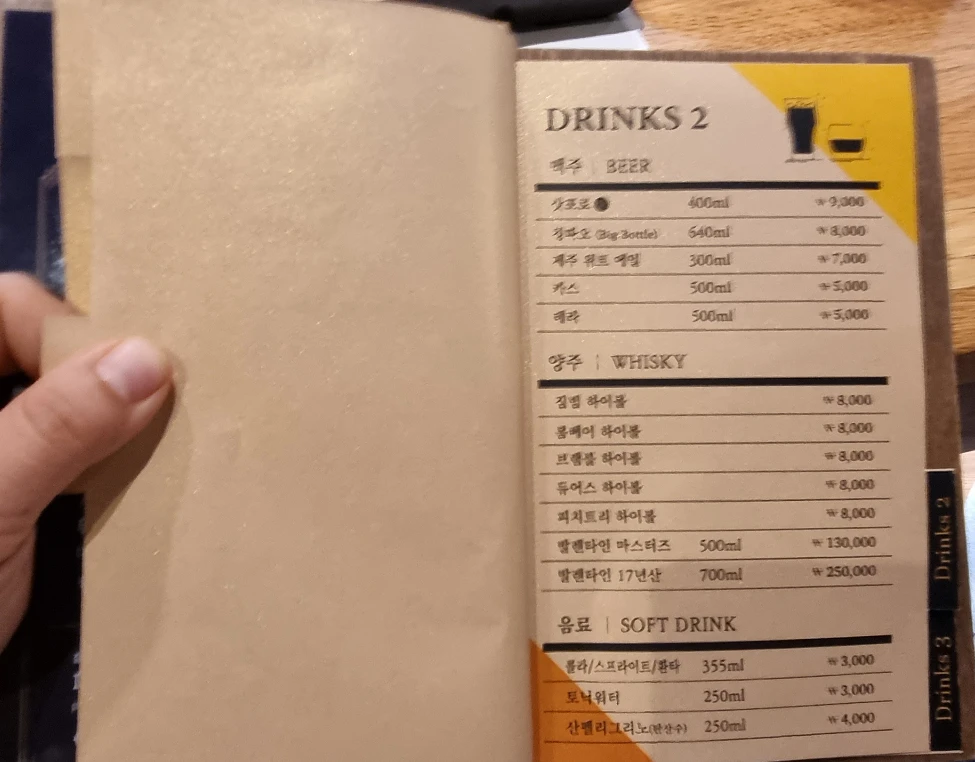 DRINKS 2
맥주 | BEER
삿포로 400ml ₩ 9,000
칭따오 (Big Bottle) 640ml ₩ 8,000
제주 위트 에일 300ml ₩ 7,000
카스 500ml ₩ 5,000
테라 500ml ₩ 5,000
양주 | WHISKY
짐빔 하이볼 ₩ 8,000
봄베이 하이볼 ₩ 8,000
브램블 하이볼 ₩ 8,000
듀어스 하이볼 ₩ 8,000
피치트리 하이볼 ₩ 8,000
발렌타인 마스터즈 500ml ₩ 130,000
발렌타인 17년산 700ml ₩ 250,000
음료 | SOFT DRINK
콜라/스프라이트/환타 355ml ₩ 3,000
토닉워터 250ml ₩ 3,000
산펠리그리노(탄산수) 250ml ₩ 4,000
Drinks 2
Drinks 3